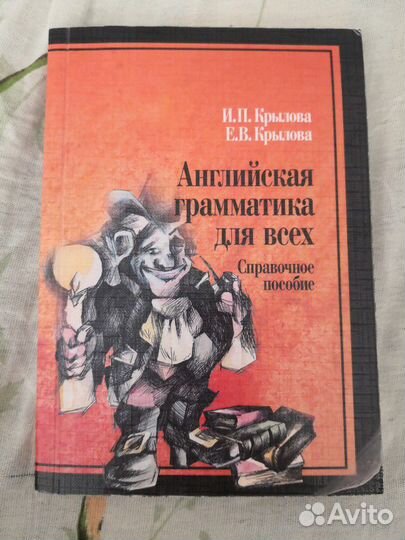 И.П. Крылова
Е.В. Крылова
Английская
грамматика
для всех
Справочное
пособие
Avito